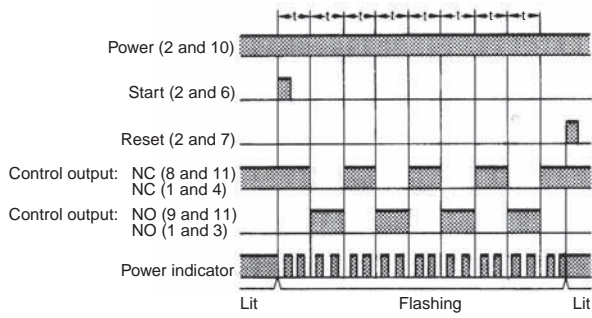 t t t t t t t t
Power (2 and 10)
Start (2 and 6)
Reset (2 and 7)
Control output: NC (8 and 11)
NC (1 and 4)
Control output: NO (9 and 11)
NO (1 and 3)
Power indicator
Lit Flashing Lit